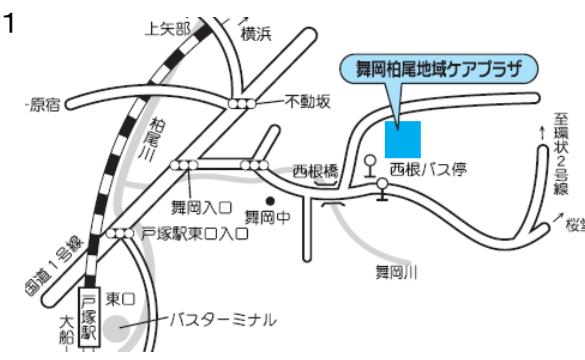 1
上矢部
横浜
舞岡柏尾地域ケアプラザ
原宿
不動坂
柏尾川
至環状2号線
西根橋
西根バス停
舞岡入口
舞岡中
戸塚駅東口入口
桜堂
国道1号線
舞岡川
戸塚駅
東口
大船
バスターミナル